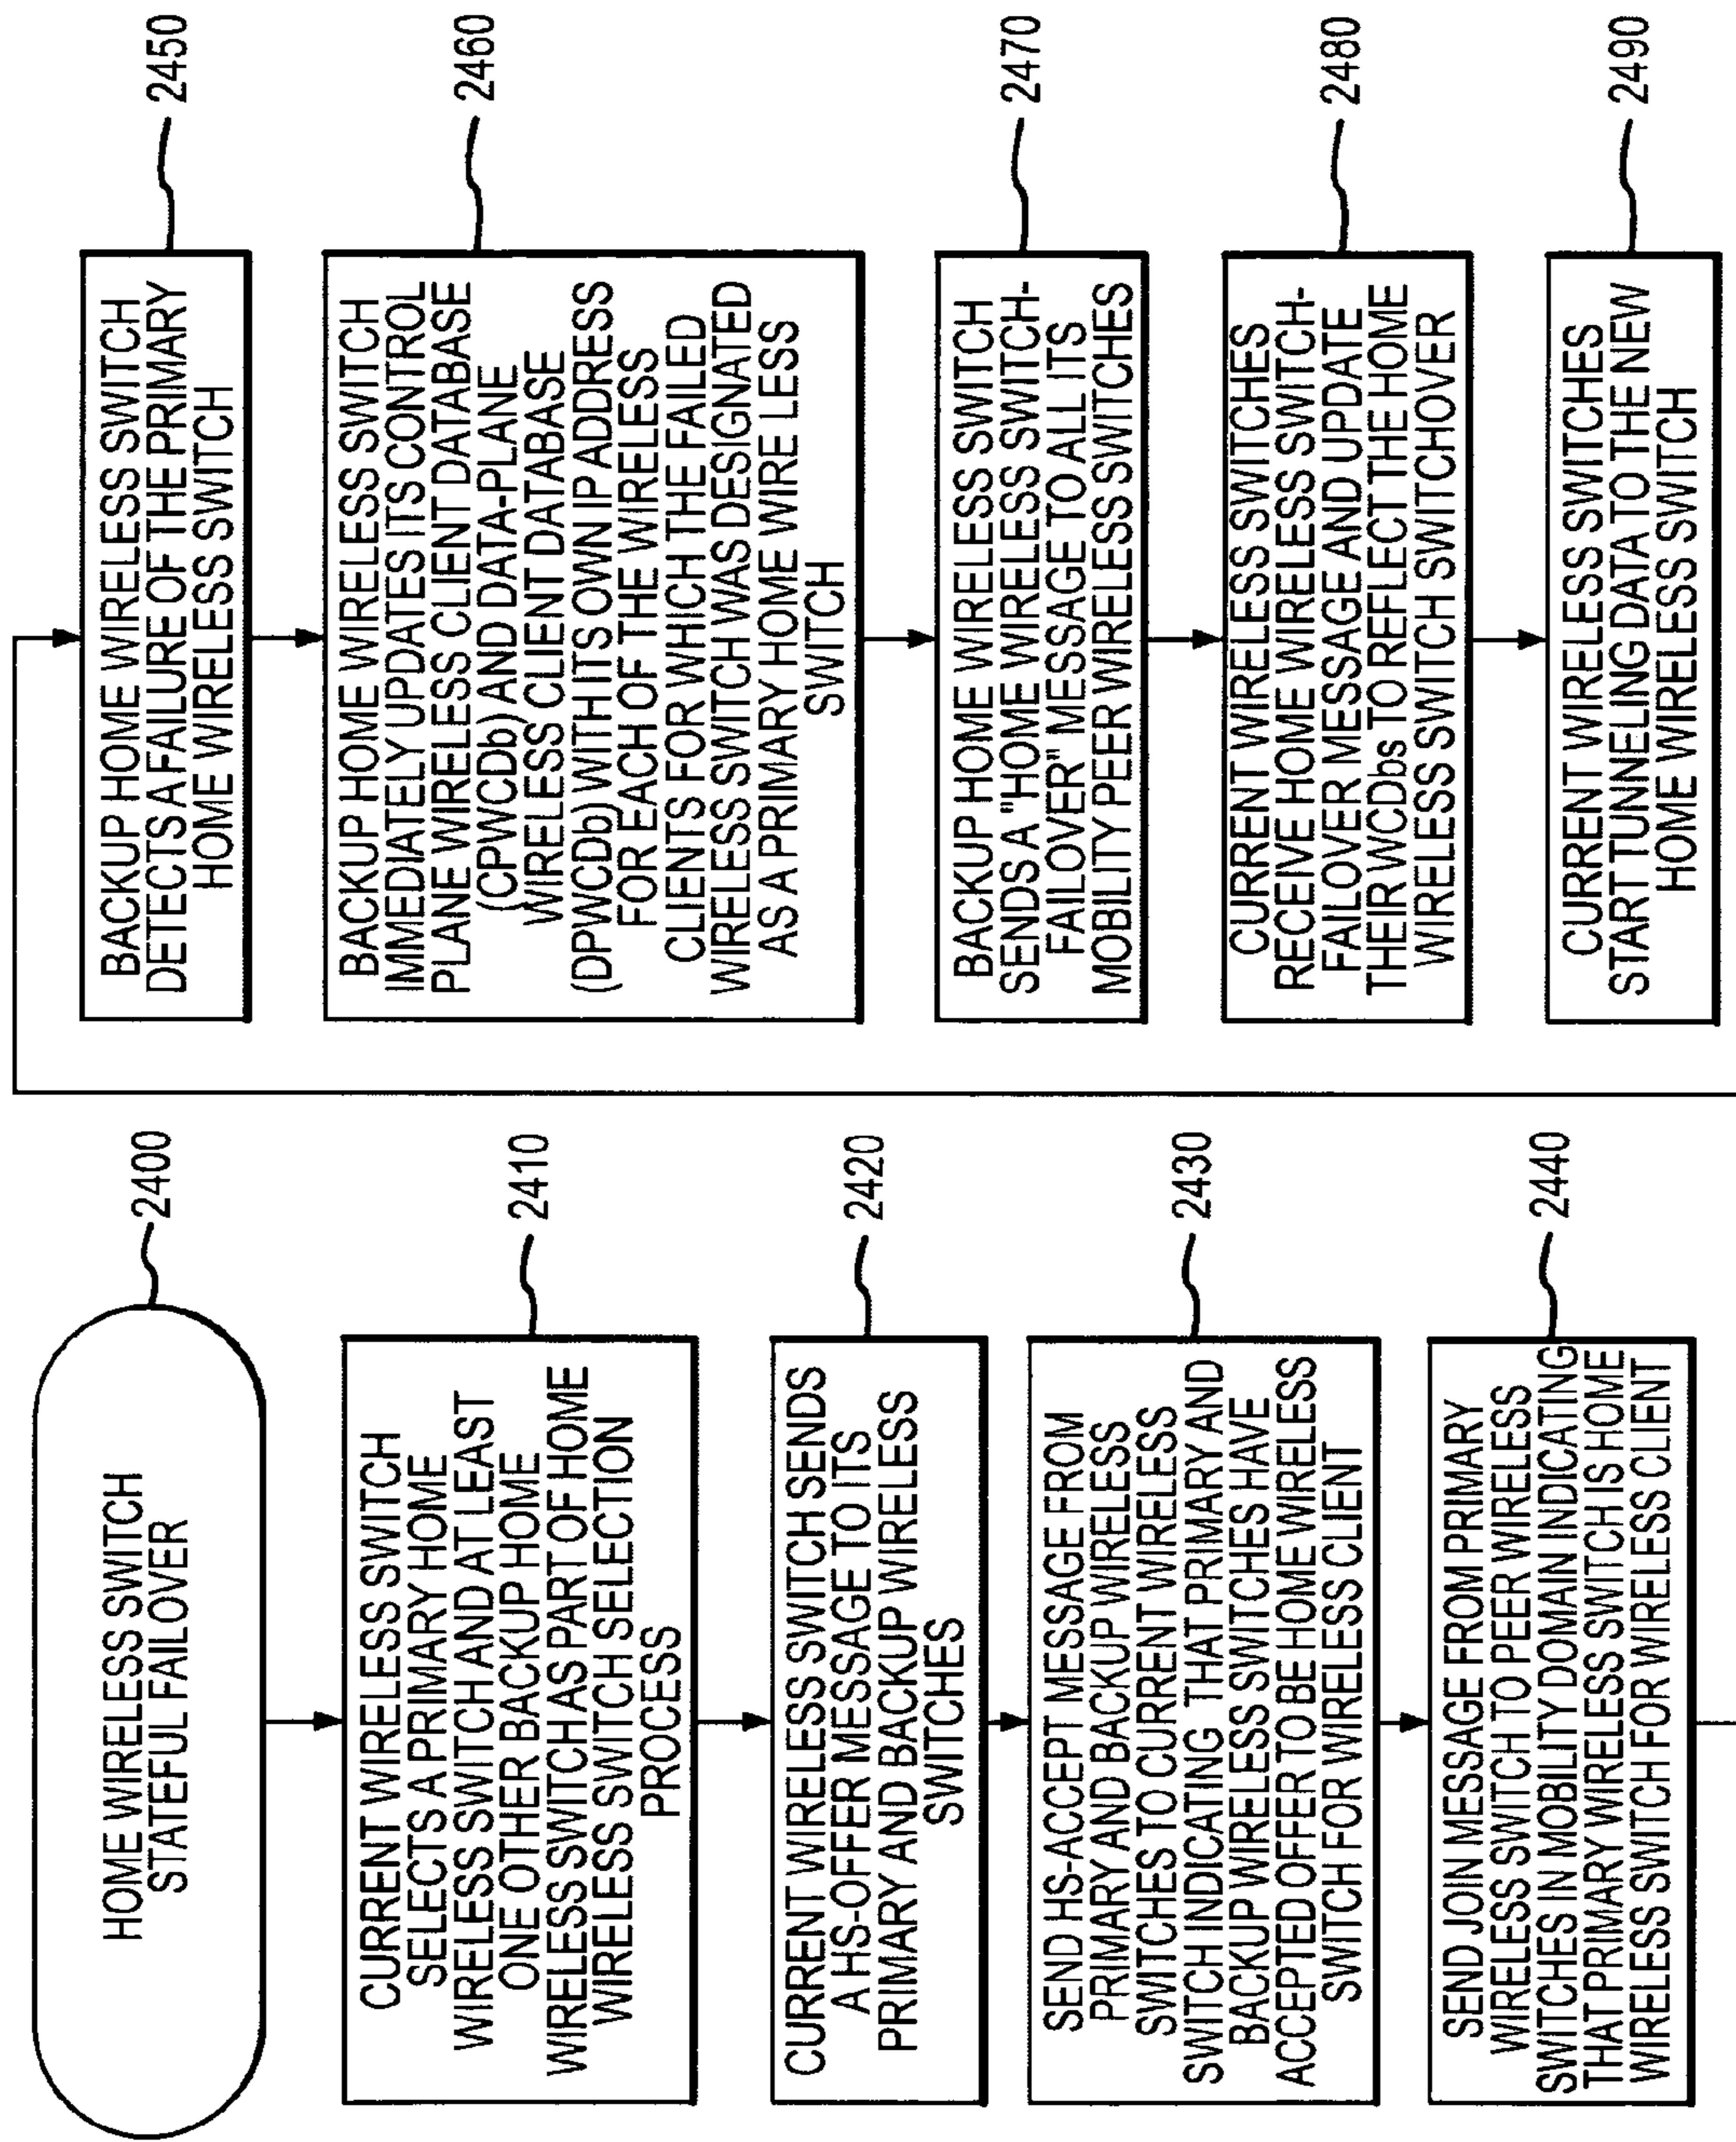 HOME WIRELESS SWITCH
STATEFUL FAILOVER
2400
CURRENT WIRELESS SWITCH
SELECTS A PRIMARY HOME
WIRELESS SWITCH AND AT LEAST
ONE OTHER BACKUP HOME
WIRELESS SWITCH AS PART OF HOME
WIRELESS SWITCH SELECTION
PROCESS
2410
CURRENT WIRELESS SWITCH SENDS
A HS-OFFER MESSAGE TO ITS
PRIMARY AND BACKUP WIRELESS
SWITCHES
2420
SEND HS-ACCEPT MESSAGE FROM
PRIMARY AND BACKUP WIRELESS
SWITCHES TO CURRENT WIRELESS
SWITCH INDICATING THAT PRIMARY AND
BACKUP WIRELESS SWITCHES HAVE
ACCEPTED OFFER TO BE HOME WIRELESS
SWITCH FOR WIRELESS CLIENT
2430
SEND JOIN MESSAGE FROM PRIMARY
WIRELESS SWITCH TO PEER WIRELESS
SWITCHES IN MOBILITY DOMAIN INDICATING
THAT PRIMARY WIRELESS SWITCH IS HOME
WIRELESS SWITCH FOR WIRELESS CLIENT
2440
BACKUP HOME WIRELESS SWITCH
DETECTS A FAILURE OF THE PRIMARY
HOME WIRELESS SWITCH
2450
BACKUP HOME WIRELESS SWITCH
IMMEDIATELY UPDATES ITS CONTROL
PLANE WIRELESS CLIENT DATABASE
(CPWCDb) AND DATA-PLANE
WIRELESS CLIENT DATABASE
(DPWCDb) WITH ITS OWN IP ADDRESS
FOR EACH OF THE WIRELESS
CLIENTS FOR WHICH THE FAILED
WIRELESS SWITCH WAS DESIGNATED
AS A PRIMARY HOME WIRE LESS
SWITCH
2460
BACKUP HOME WIRELESS SWITCH
SENDS A "HOME WIRELESS SWITCH-
FAILOVER" MESSAGE TO ALL ITS
MOBILITY PEER WIRELESS SWITCHES
2470
CURRENT WIRELESS SWITCHES
RECEIVE HOME WIRELESS SWITCH-
FAILOVER MESSAGE AND UPDATE
THEIR WCDbs TO REFLECT THE HOME
WIRELESS SWITCH SWITCHOVER
2480
CURRENT WIRELESS SWITCHES
START TUNNELING DATA TO THE NEW
HOME WIRELESS SWITCH
2490